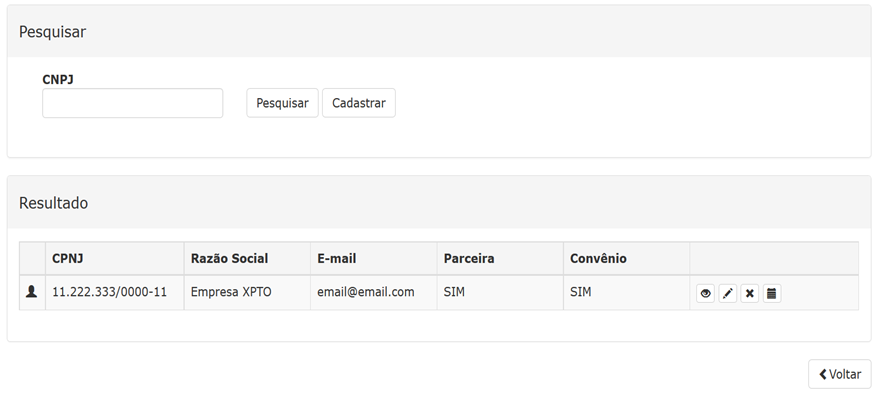 Pesquisar
CNPJ
Pesquisar Cadastrar
Resultado
CPNJ Razão Social E-mail Parceira Convênio
11.222.333/0000-11 Empresa XPTO email@email.com SIM SIM
Voltar